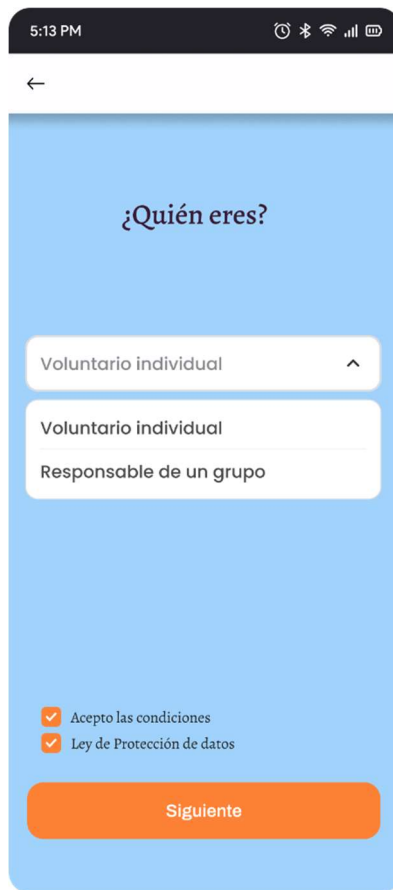 5:13 PM
¿Quién eres?
Voluntario individual
Voluntario individual
Responsable de un grupo
Acepto las condiciones
Ley de Protección de datos
Siguiente